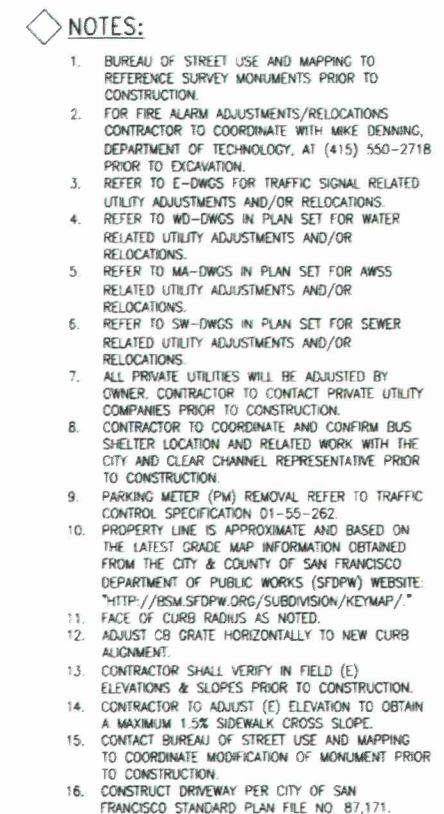 NOTES:
1. BUREAU OF STREET USE AND MAPPING TO
REFERENCE SURVEY MONUMENTS PRIOR TO
CONSTRUCTION.
2. FOR FIRE ALARM ADJUSTMENTS/RELOCATIONS
CONTRACTOR TO COORDINATE WITH MIKE DENNING,
DEPARTMENT OF TECHNOLOGY, AT (415) 550-2718
PRIOR TO EXCAVATION.
3. REFER TO E-DWGS FOR TRAFFIC SIGNAL RELATED
UTILITY ADJUSTMENTS AND/OR RELOCATIONS.
4. REFER TO WD-DWGS IN PLAN SET FOR WATER
RELATED UTILITY ADJUSTMENTS AND/OR
RELOCATIONS.
5. REFER TO MA-DWGS IN PLAN SET FOR AWSS
RELATED UTILITY ADJUSTMENTS AND/OR
RELOCATIONS.
6. REFER TO SW-DWGS IN PLAN SET FOR SEWER
RELATED UTILITY ADJUSTMENTS AND/OR
RELOCATIONS.
7. ALL PRIVATE UTILITIES WILL BE ADJUSTED BY
OWNER. CONTRACTOR TO CONTACT PRIVATE UTILITY
COMPANIES PRIOR TO CONSTRUCTION.
8. CONTRACTOR TO COORDINATE AND CONFIRM BUS
SHELTER LOCATION AND RELATED WORK WITH THE
CITY AND CLEAR CHANNEL REPRESENTATIVE PRIOR
TO CONSTRUCTION.
9. PARKING METER (PM) REMOVAL REFER TO TRAFFIC
CONTROL SPECIFICATION 01-55-262.
10. PROPERTY LINE IS APPROXIMATE AND BASED ON
THE LATEST GRADE MAP INFORMATION OBTAINED
FROM THE CITY & COUNTY OF SAN FRANCISCO
DEPARTMENT OF PUBLIC WORKS (SFDPW) WEBSITE:
"HTTP://BSM.SFDPW.ORG/SUBDIVISION/KEYMAP/."
11. FACE OF CURB RADIUS AS NOTED.
12. ADJUST CB GRATE HORIZONTALLY TO NEW CURB
ALIGNMENT.
13. CONTRACTOR SHALL VERIFY IN FIELD (E)
ELEVATIONS & SLOPES PRIOR TO CONSTRUCTION.
14. CONTRACTOR TO ADJUST (E) ELEVATION TO OBTAIN
A MAXIMUM 1.5% SIDEWALK CROSS SLOPE.
15. CONTACT BUREAU OF STREET USE AND MAPPING
TO COORDINATE MODIFICATION OF MONUMENT PRIOR
TO CONSTRUCTION.
16. CONSTRUCT DRIVEWAY PER CITY OF SAN
FRANCISCO STANDARD PLAN FILE NO. 87,171.